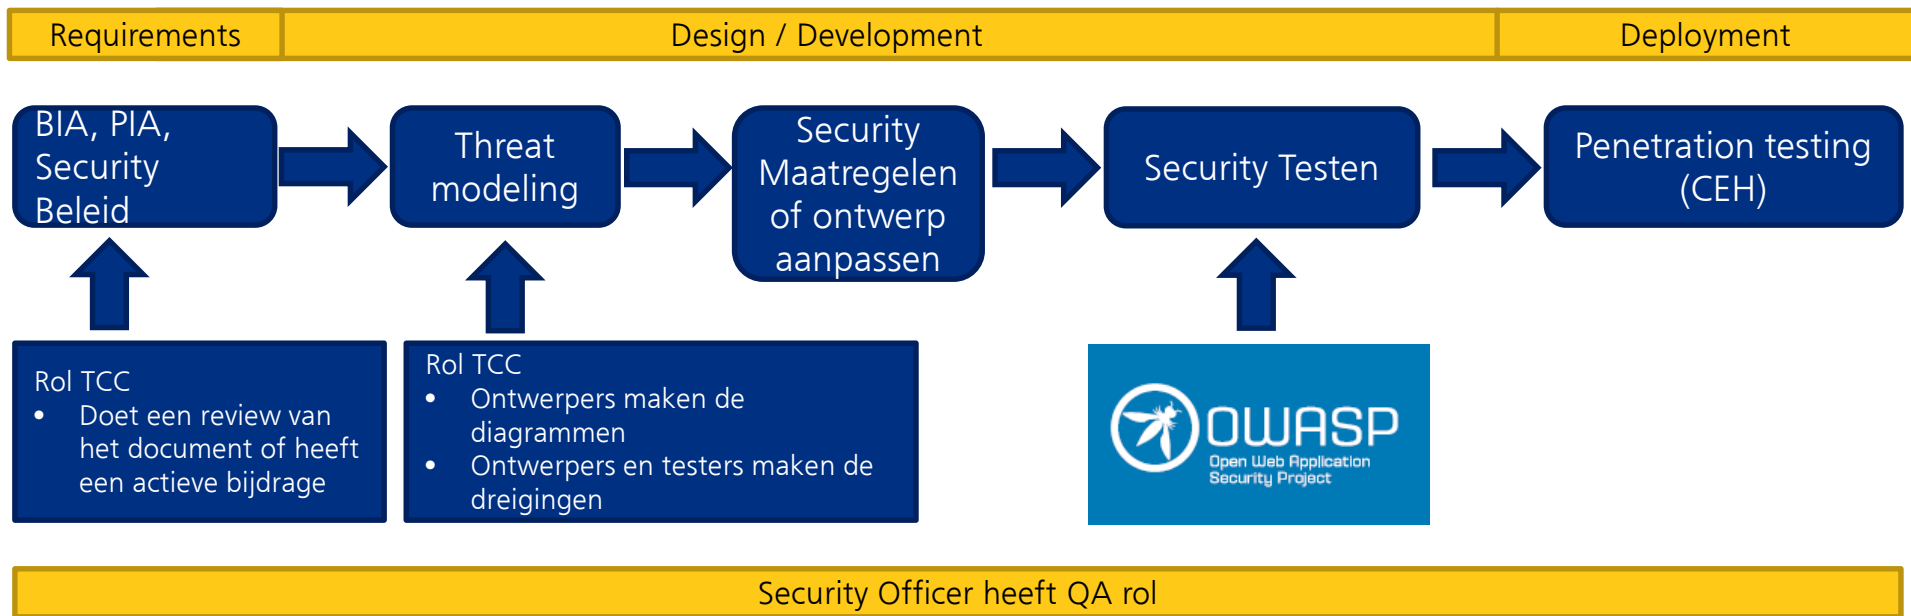 Requirements
Design / Development
Deployment
BIA, PIA,
Security
Beleid
Threat
modeling
Security
Maatregelen
of ontwerp
aanpassen
Security Testen
Penetration testing
(CEH)
Rol TCC
• Doet een review van
het document of heeft
een actieve bijdrage
Rol TCC
• Ontwerpers maken de
diagrammen
• Ontwerpers en testers maken de
dreigingen
OWASP
Open Web Application
Security Project
Security Officer heeft QA rol